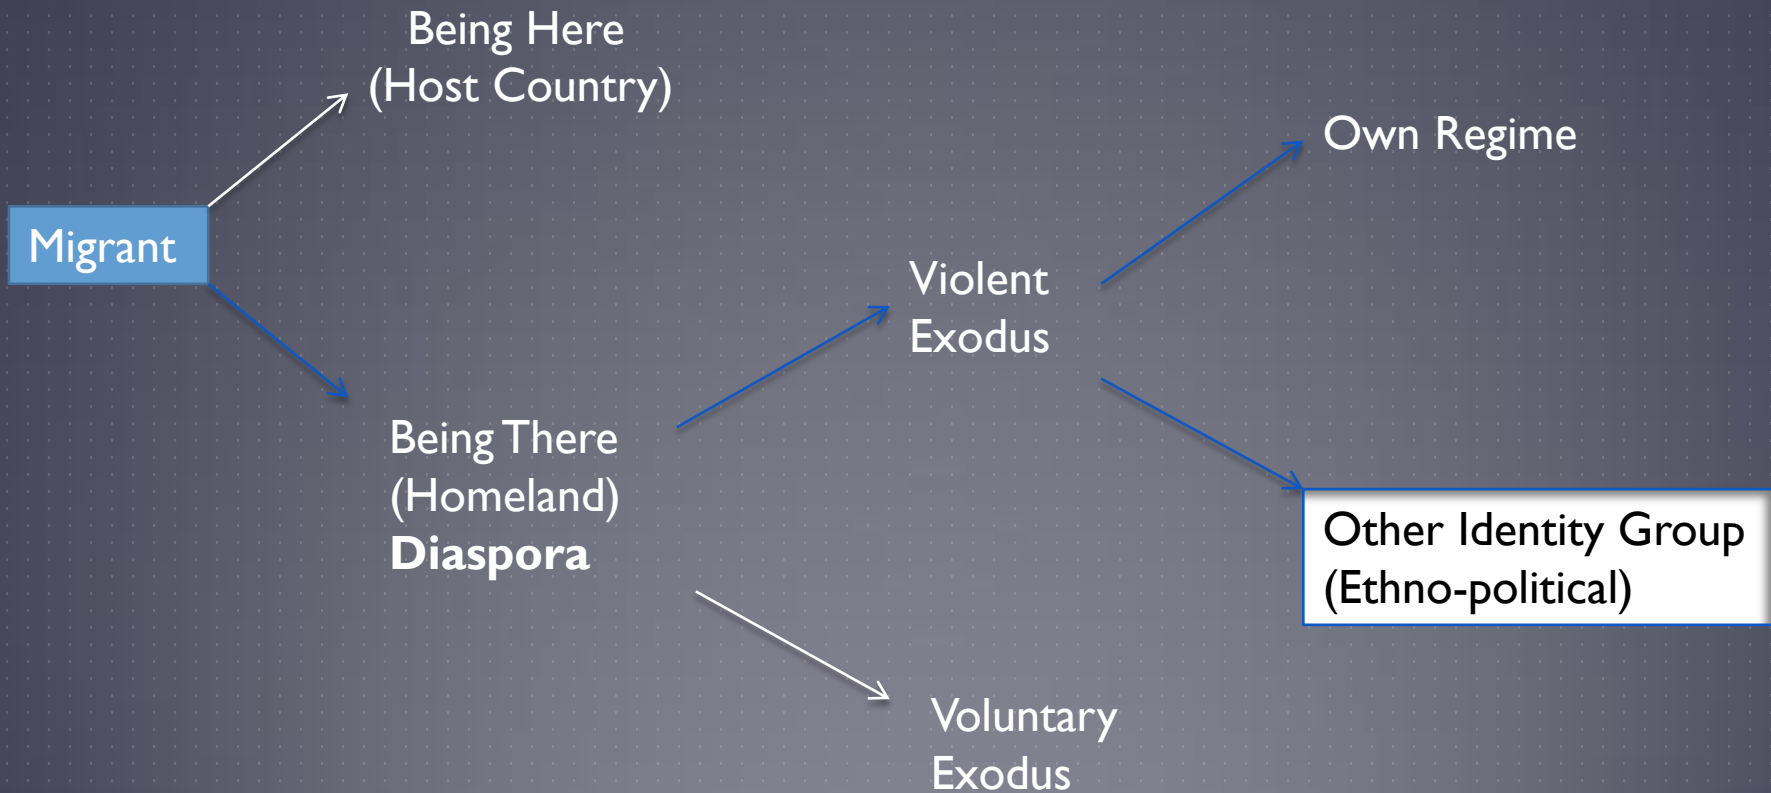 Being Here
(Host Country)
Own Regime
Migrant
Violent
Exodus
Being There
(Homeland)
Diaspora
Other Identity Group
(Ethno-political)
Voluntary
Exodus